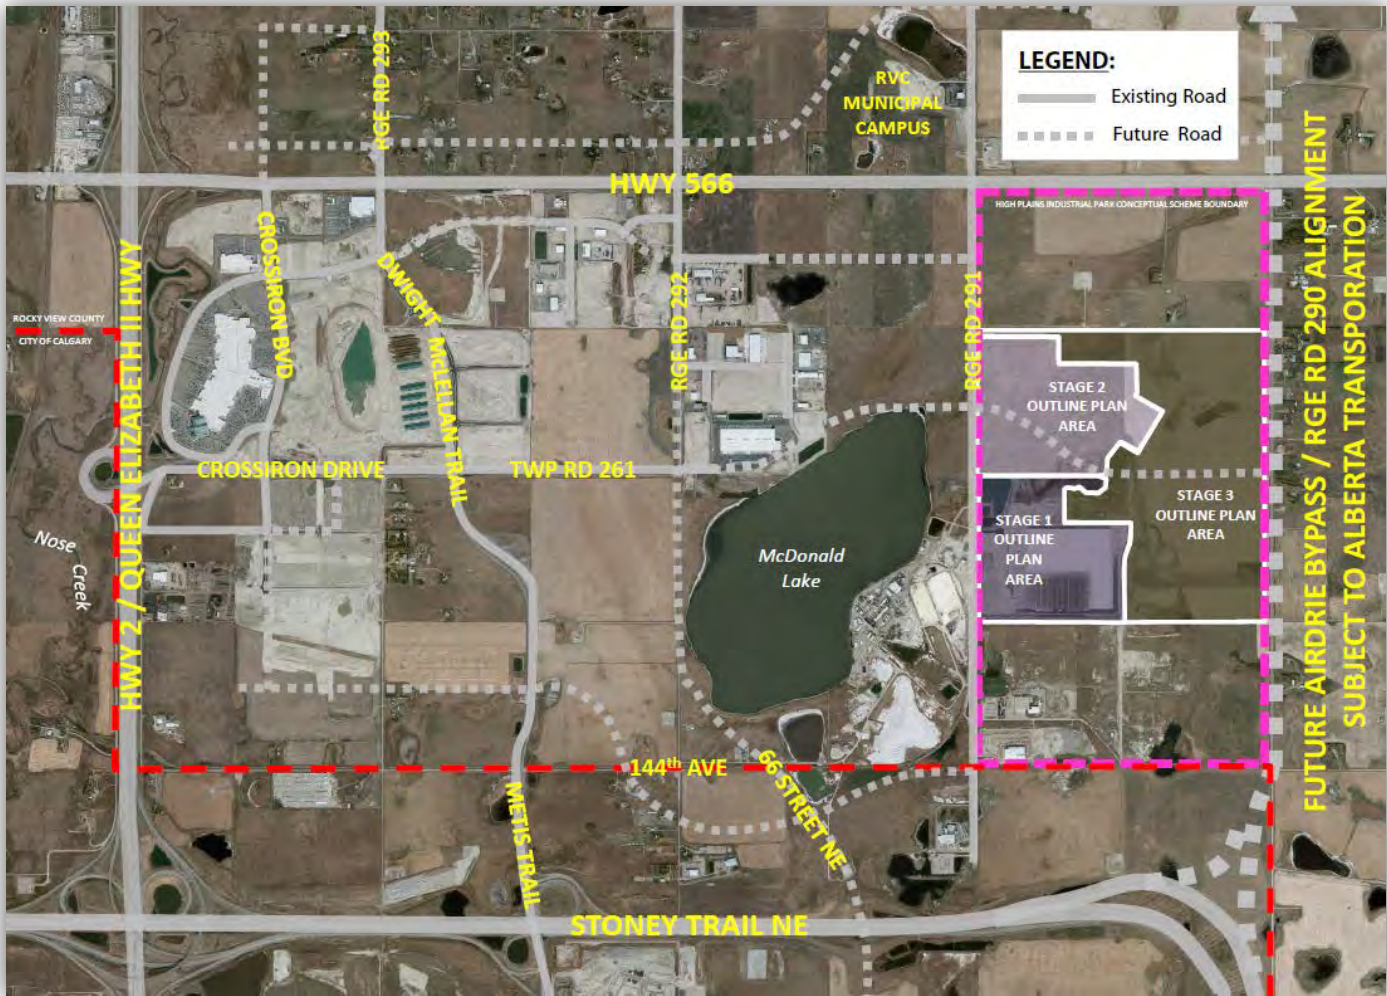 LEGEND:
Existing Road
Future Road
RGE RD 293
RVC
MUNICIPAL
CAMPUS
HWY 566
HIGH PLAINS INDUSTRIAL PARK CONCEPTUAL SCHEME BOUNDARY
CROSSIRON BVD
DWIGHT McLELLAN TRAIL
RGE RD 292
RGE RD 291
ROCKY VIEW COUNTY
CITY OF CALGARY
HWY 2 / QUEEN ELIZABETH II HWY
STAGE 2
OUTLINE PLAN
AREA
CROSSIRON DRIVE
TWP RD 261
STAGE 3
OUTLINE PLAN
AREA
STAGE 1
OUTLINE
PLAN
AREA
Nose
Creek
McDonald
Lake
144th AVE
66 STREET NE
METIS TRAIL
STONEY TRAIL NE
FUTURE AIRDRIE BYPASS / RGE RD 290 ALIGNMENT
SUBJECT TO ALBERTA TRANSPORATION